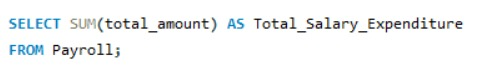 SELECT SUM(total_amount) AS Total_Salary_Expenditure
FROM Payroll;